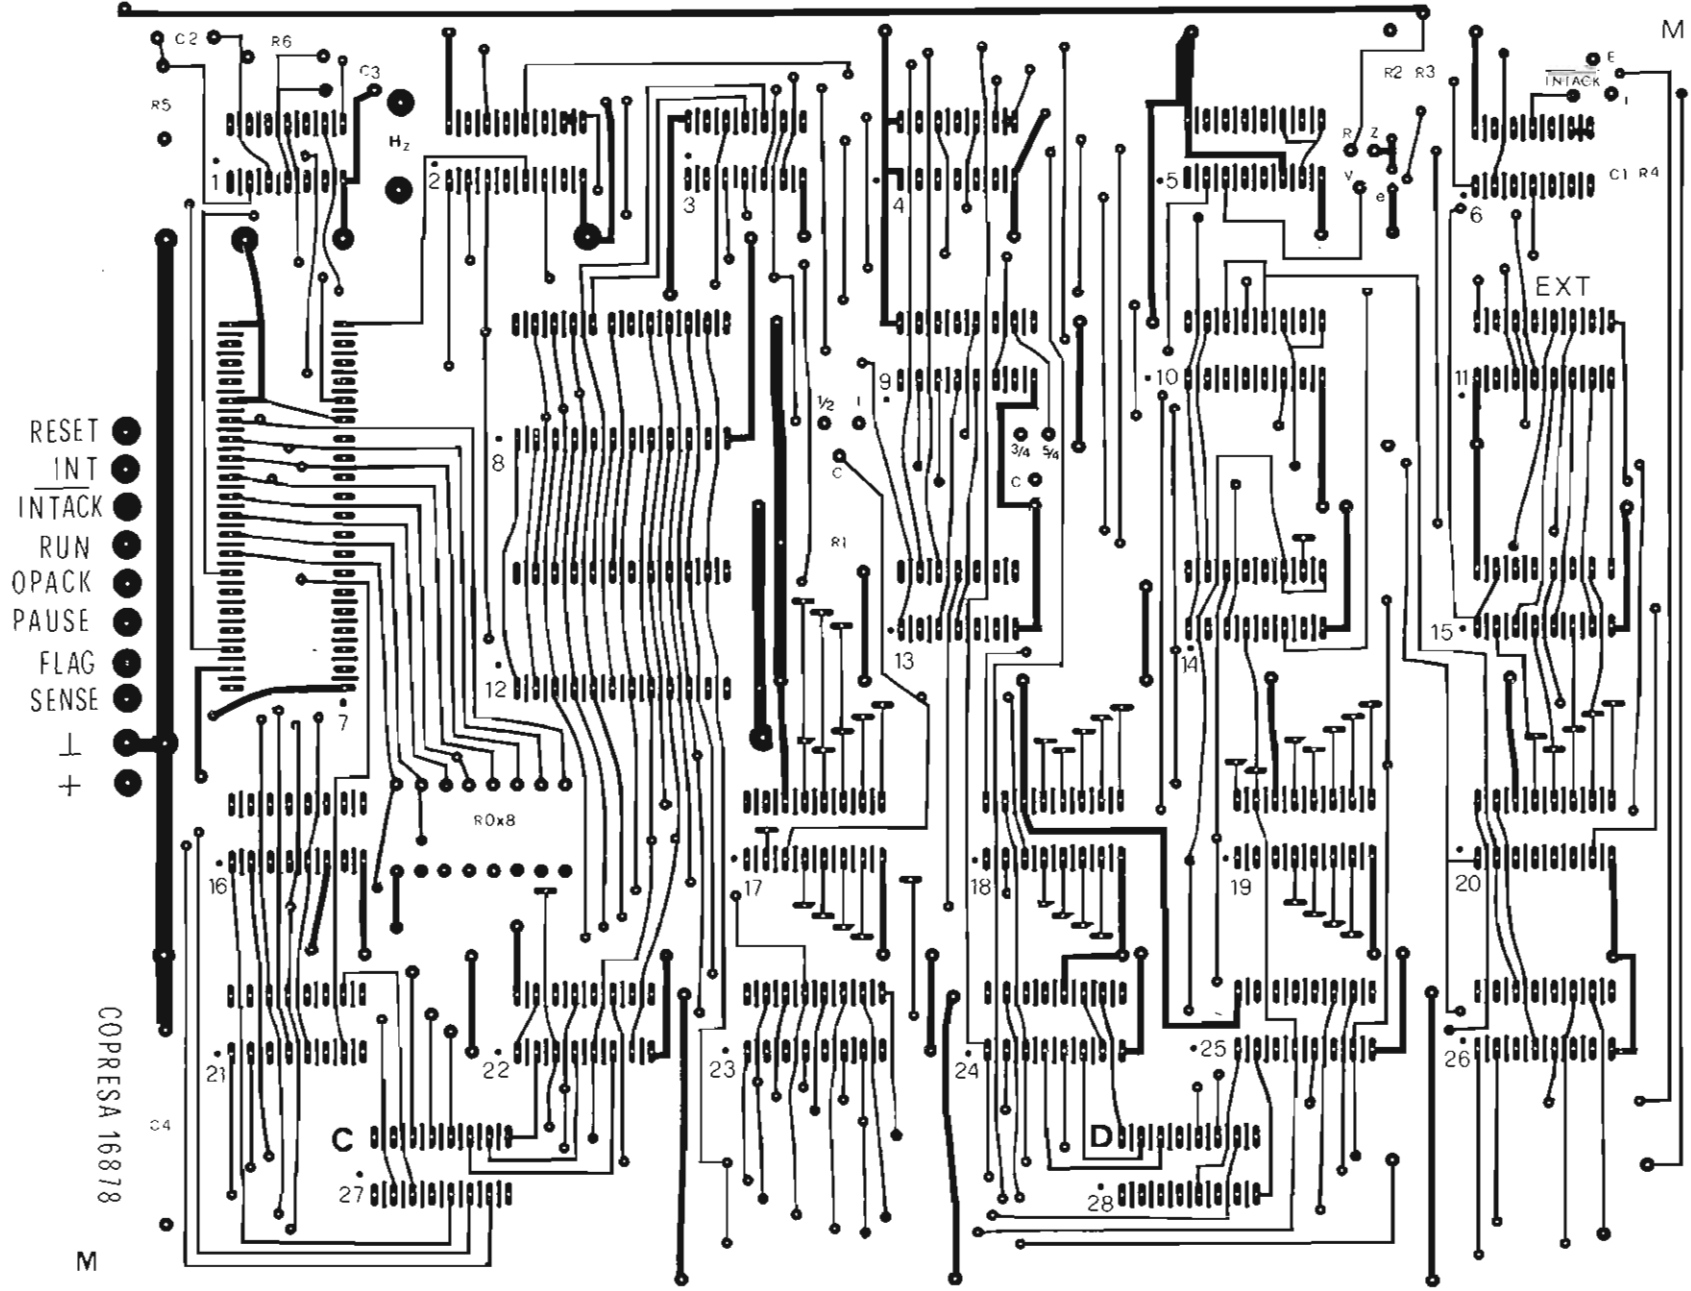 M
C2
R6
C3
R5
Hz
R2 R3
E
INTACK
I
R Z
V
e
C1 R4
1
2
3
4
5
6
EXT
½ I
C
¾ 5/4
C
8
9
10
11
R1
RESET
INT
INTACK
RUN
OPACK
PAUSE
FLAG
SENSE
⊥
+
7
12
13
14
15
R0x8
16
17
18
19
20
21
22
23
24
25
26
COPRESA 16878
C4
C
D
27
28
M